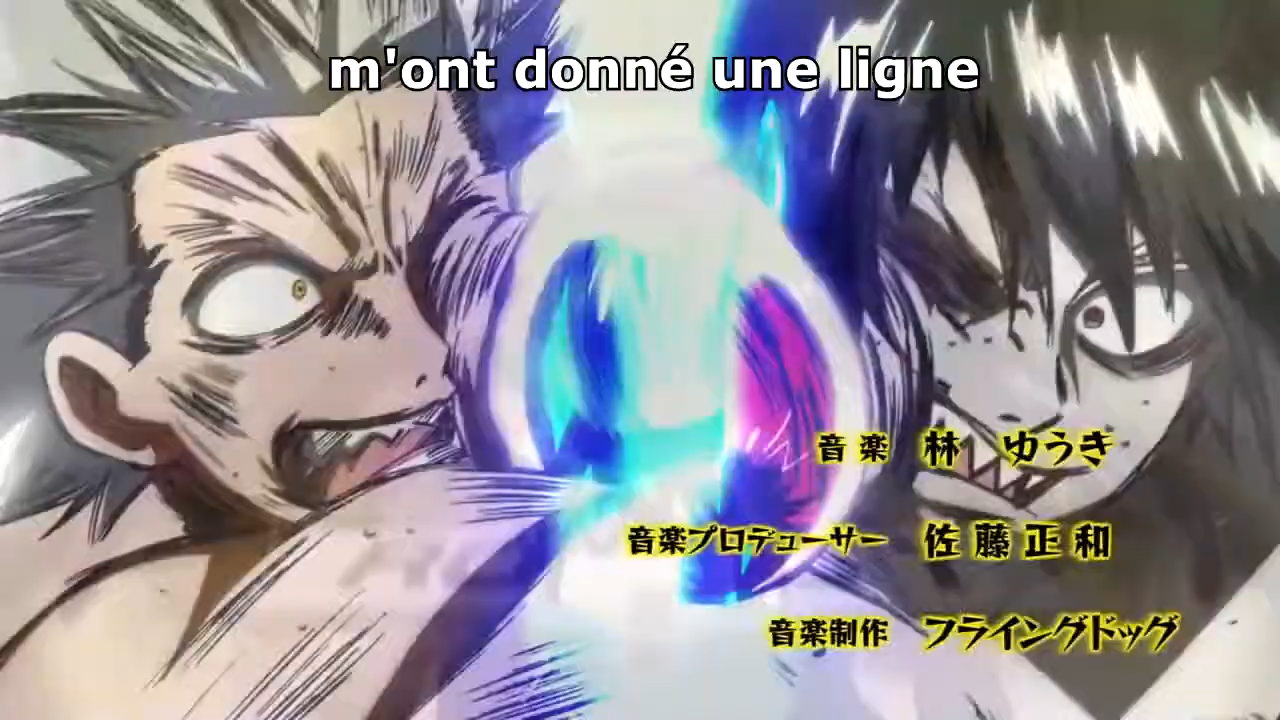 m'ont donné une ligne
音楽 林 ゆうき
音楽プロデューサー 佐藤正和
音楽制作 フライングドッグ